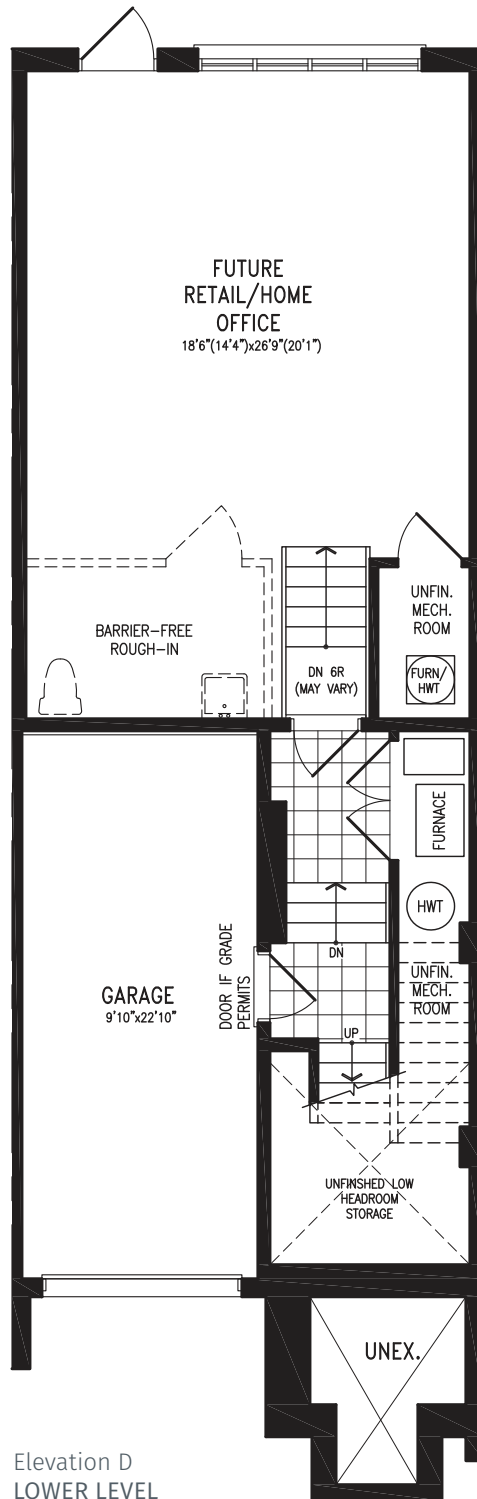 FUTURE
RETAIL/HOME
OFFICE
18'6"(14'4")x26'9"(20'1")
BARRIER-FREE
ROUGH-IN
DN 6R
(MAY VARY)
UNFIN.
MECH.
ROOM
FURN/
HWT
FURNACE
HWT
DN
UNFIN.
MECH.
ROOM
GARAGE
9'10"x22'10"
DOOR IF GRADE
PERMITS
UP
UNFINISHED LOW
HEADROOM
STORAGE
UNEX.
Elevation D
LOWER LEVEL